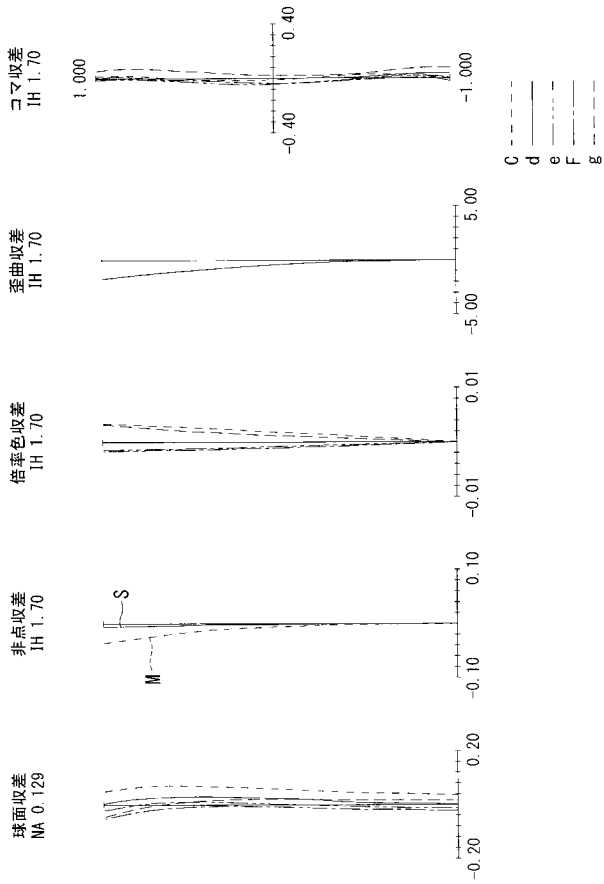 球面収差
NA 0.129
-0.20
0.20
非点収差
IH 1.70
S
M
-0.10
0.10
倍率色収差
IH 1.70
-0.01
0.01
歪曲収差
IH 1.70
-5.00
5.00
コマ収差
IH 1.70
1.000
-0.40
0.40
-1.000
C
d
e
F
g